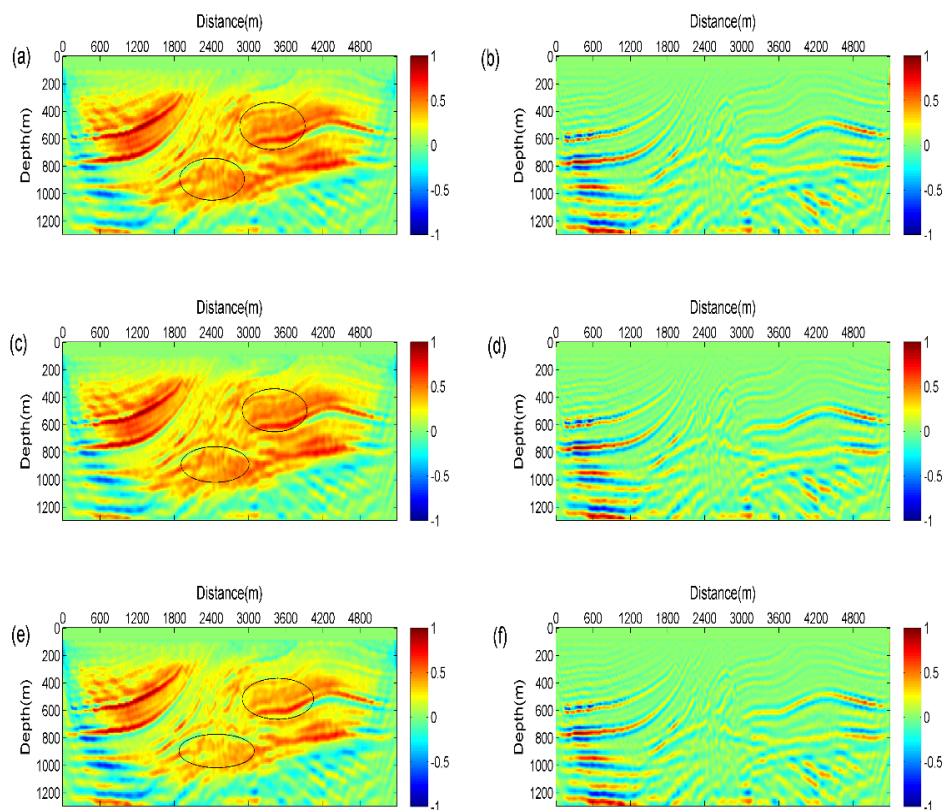 Distance(m) Distance(m)
(a) 0 600 1200 1800 2400 3000 3600 4200 4800 (b) 0 600 1200 1800 2400 3000 3600 4200 4800
0 1 0 1
200 200
400 0.5 400 0.5
600 600
Depth(m) 0 Depth(m) 0
800 800
1000 -0.5 1000 -0.5
1200 -1 1200 -1
Distance(m) Distance(m)
0 600 1200 1800 2400 3000 3600 4200 4800 0 600 1200 1800 2400 3000 3600 4200 4800
(c) 0 1 (d) 0 1
200 200
400 0.5 400 0.5
600 600
Depth(m) 0 Depth(m) 0
800 800
1000 -0.5 1000 -0.5
1200 -1 1200 -1
Distance(m) Distance(m)
0 600 1200 1800 2400 3000 3600 4200 4800 0 600 1200 1800 2400 3000 3600 4200 4800
(e) 0 1 (f) 0 1
200 200
400 0.5 400 0.5
600 600
Depth(m) 0 Depth(m) 0
800 800
1000 -0.5 1000 -0.5
1200 -1 1200 -1